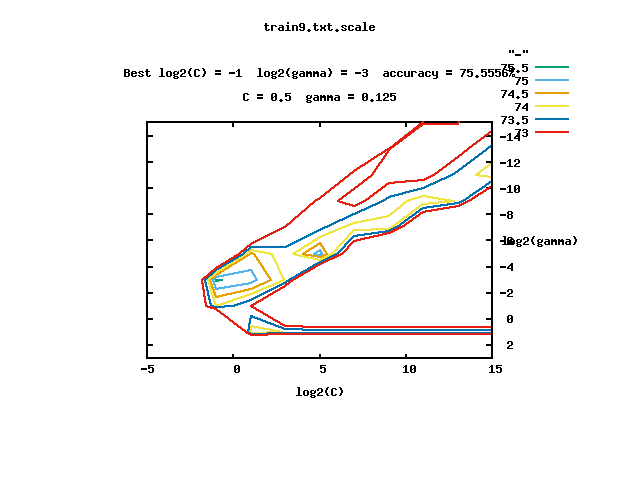 train9.txt.scale
"-"
Best log2(C) = -1 log2(gamma) = -3 accuracy = 75.5556%
75.5
75
C = 0.5 gamma = 0.125
74.5
74
73.5
73
-14
-12
-10
-8
-6
log2(gamma)
-4
-2
0
2
-5 0 5 10 15
log2(C)